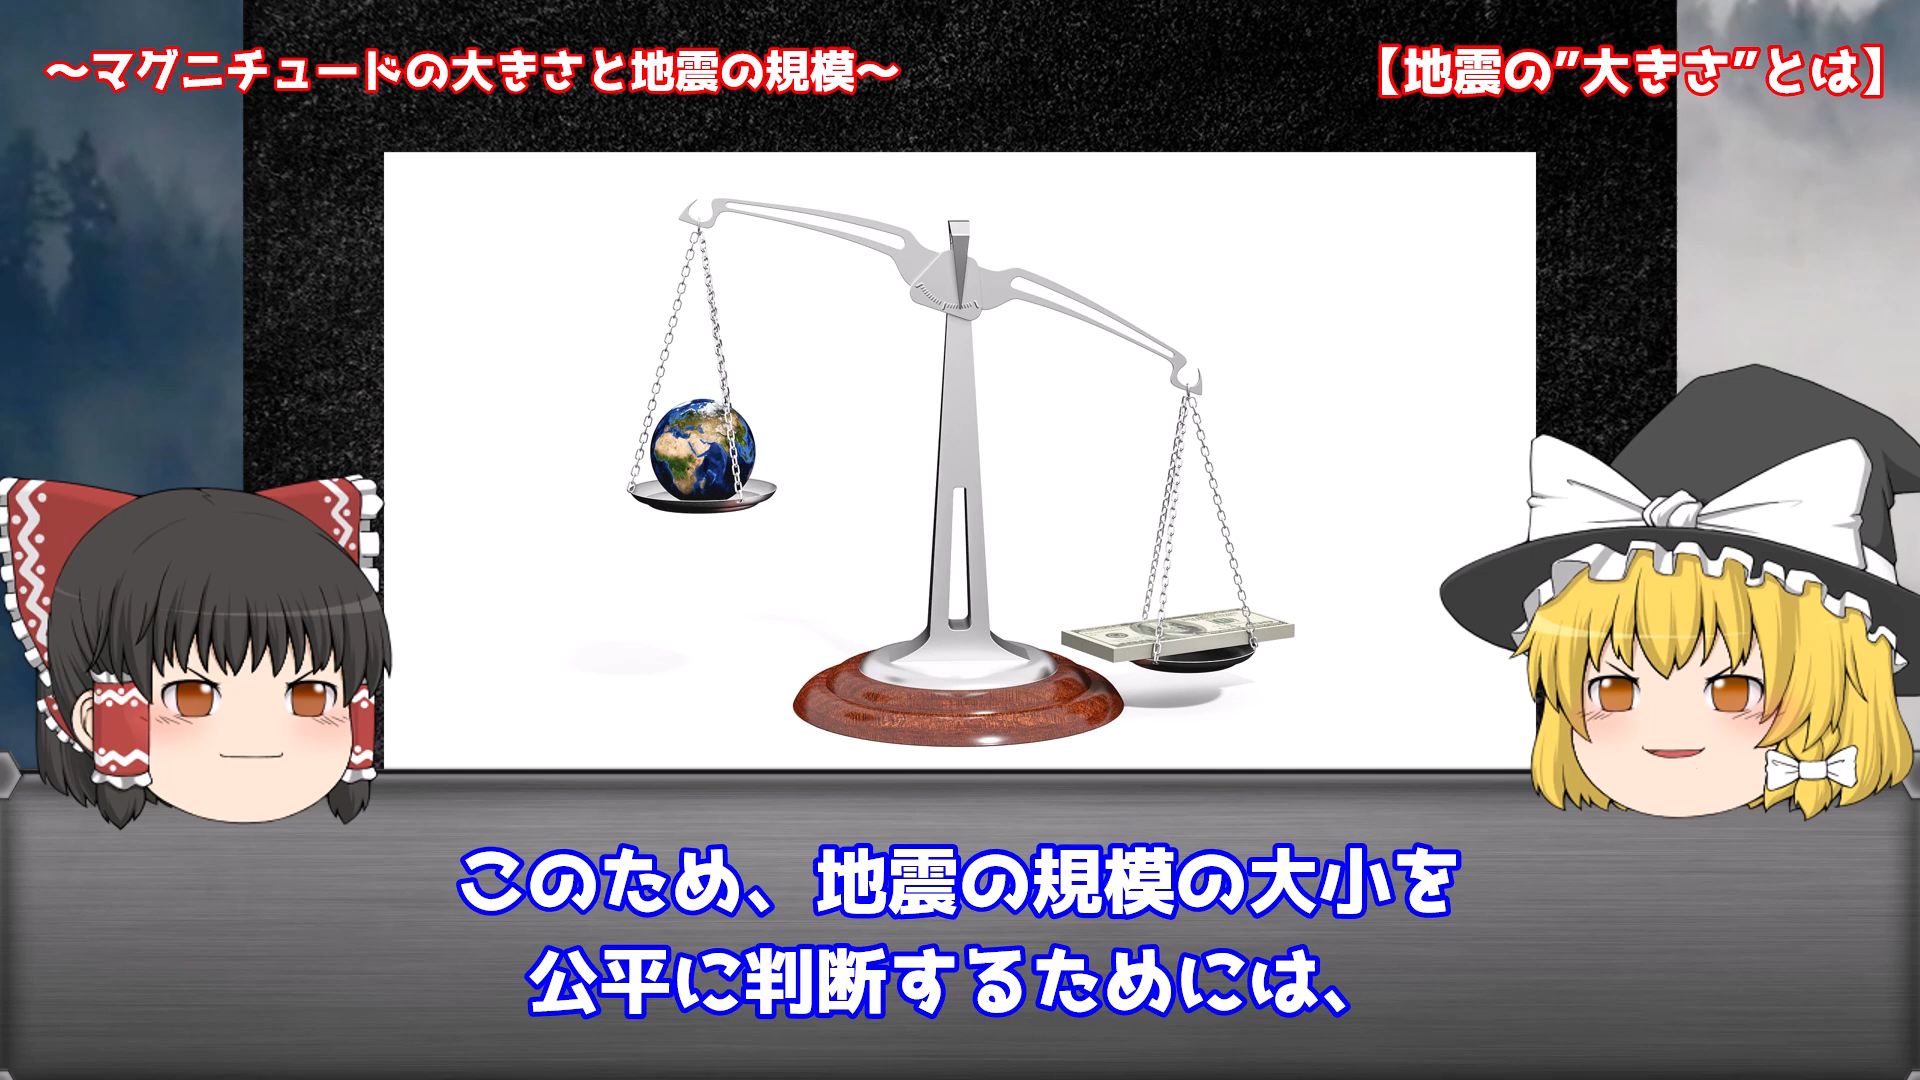 ～マグニチュードの大きさと地震の規模～
【地震の”大きさ”とは】
このため、地震の規模の大小を
公平に判断するためには、